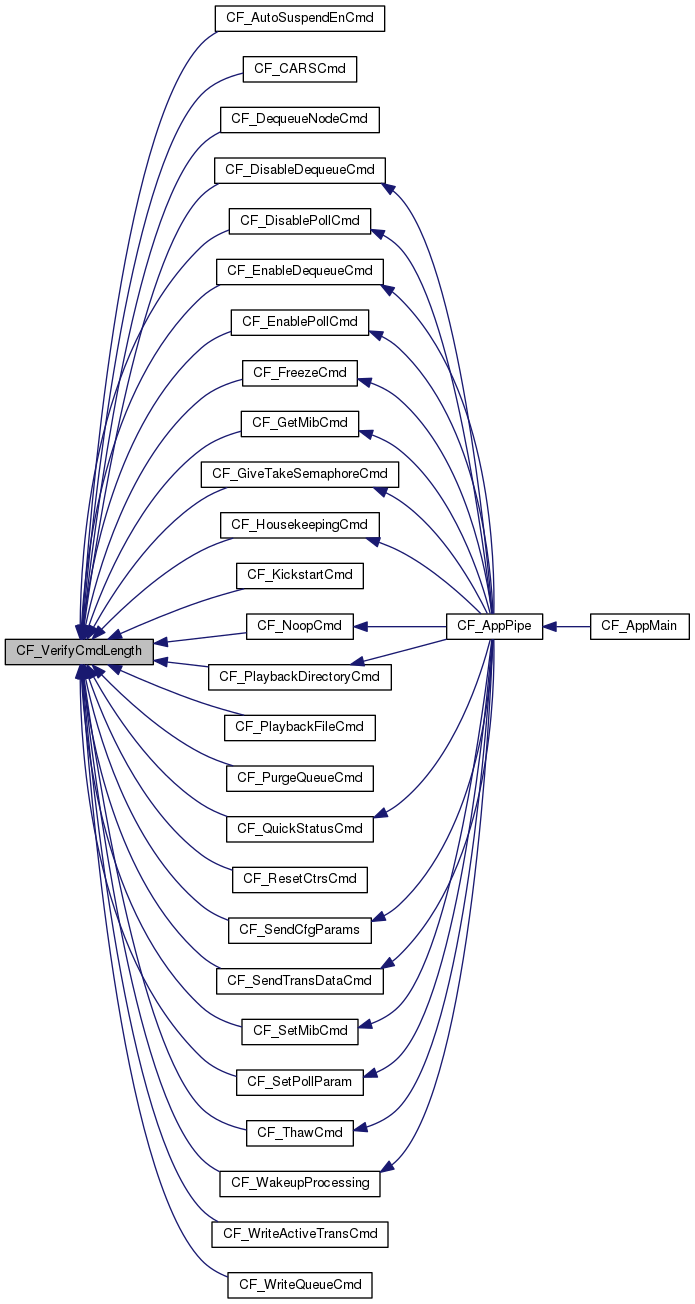 CF_AutoSuspendEnCmd
CF_CARSCmd
CF_DequeueNodeCmd
CF_DisableDequeueCmd
CF_DisablePollCmd
CF_EnableDequeueCmd
CF_EnablePollCmd
CF_FreezeCmd
CF_GetMibCmd
CF_GiveTakeSemaphoreCmd
CF_HousekeepingCmd
CF_KickstartCmd
CF_NoopCmd
CF_AppPipe
CF_AppMain
CF_VerifyCmdLength
CF_PlaybackDirectoryCmd
CF_PlaybackFileCmd
CF_PurgeQueueCmd
CF_QuickStatusCmd
CF_ResetCtrsCmd
CF_SendCfgParams
CF_SendTransDataCmd
CF_SetMibCmd
CF_SetPollParam
CF_ThawCmd
CF_WakeupProcessing
CF_WriteActiveTransCmd
CF_WriteQueueCmd